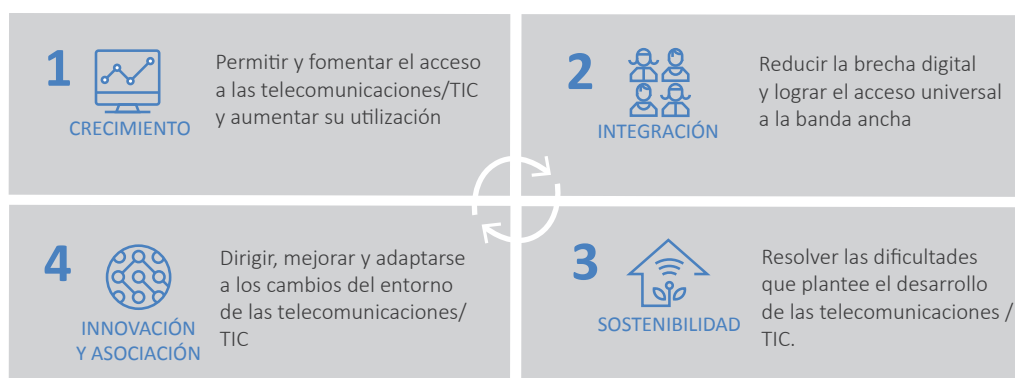 1
CRECIMIENTO
Permitir y fomentar el acceso
a las telecomunicaciones/TIC
y aumentar su utilización
2
INTEGRACIÓN
Reducir la brecha digital
y lograr el acceso universal
a la banda ancha
4
INNOVACIÓN
Y ASOCIACIÓN
Dirigir, mejorar y adaptarse
a los cambios del entorno
de las telecomunicaciones/
TIC
3
SOSTENIBILIDAD
Resolver las dificultades
que plantee el desarrollo
de las telecomunicaciones /
TIC.